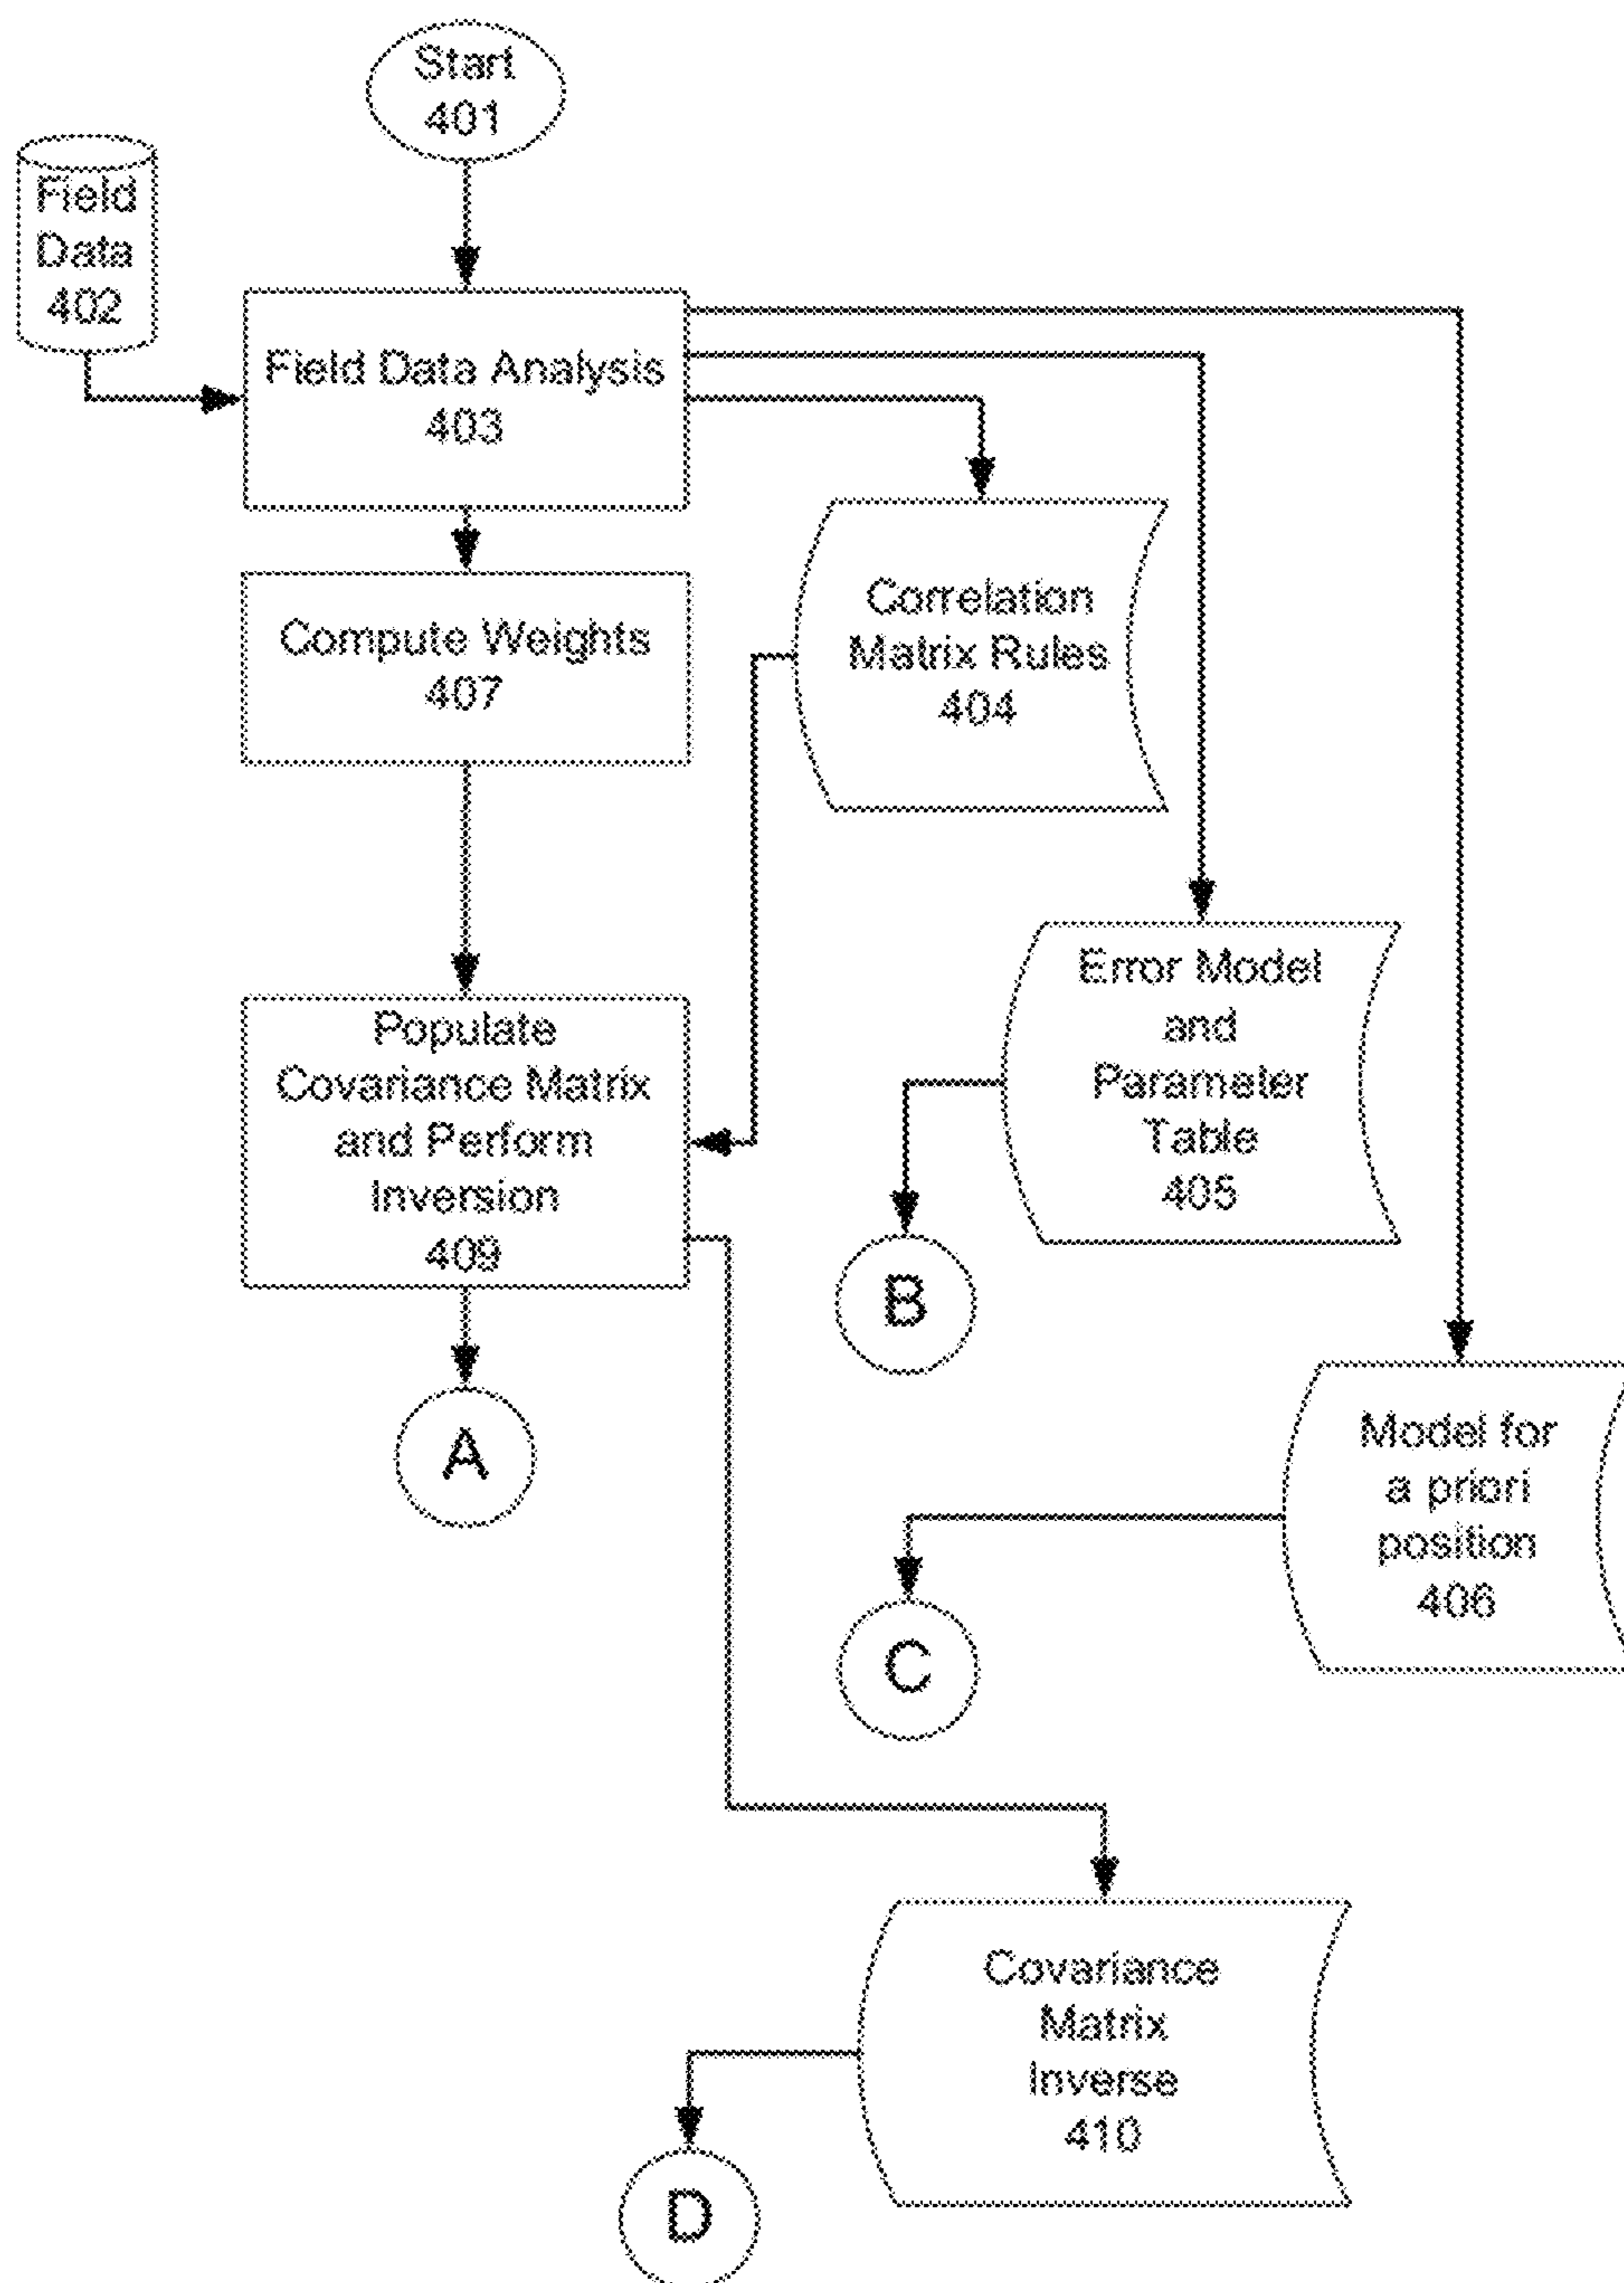 Start
401
Field
Data
402
Field Data Analysis
403
Compute Weights
407
Correlation
Matrix Rules
404
Error Model
and
Parameter
Table
405
Populate
Covariance Matrix
and Perform
Inversion
409
B
A
Model for
a priori
position
406
C
Covariance
Matrix
Inverse
410
D